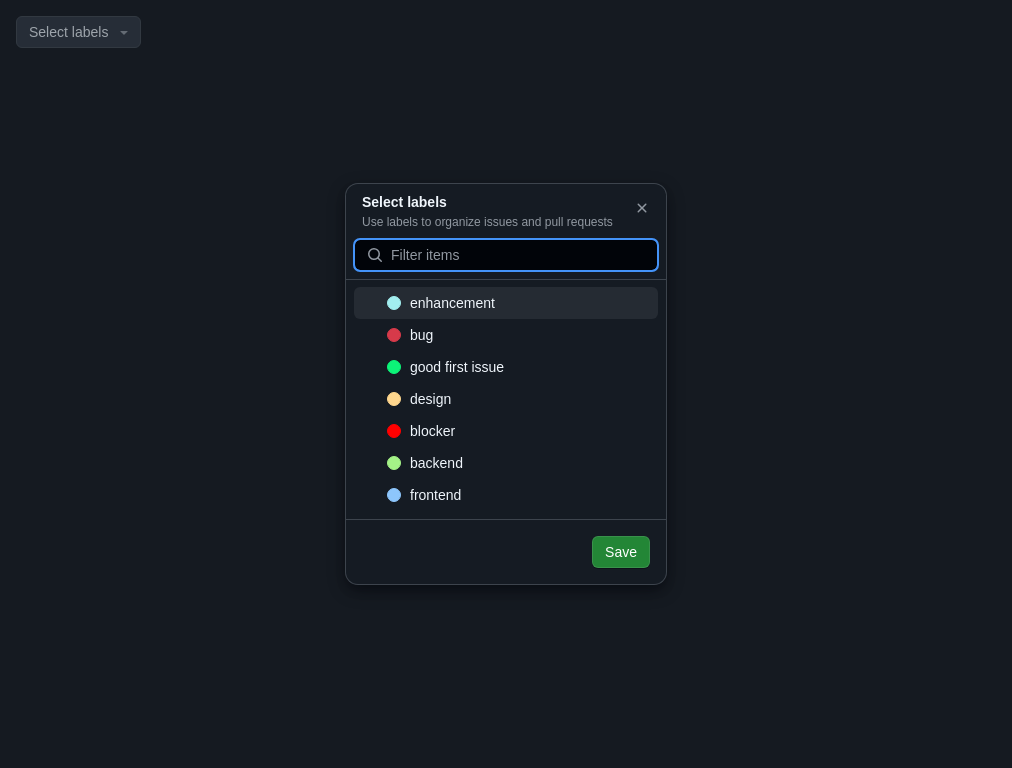 Select labels
Select labels
Use labels to organize issues and pull requests
Filter items
enhancement
bug
good first issue
design
blocker
backend
frontend
Save